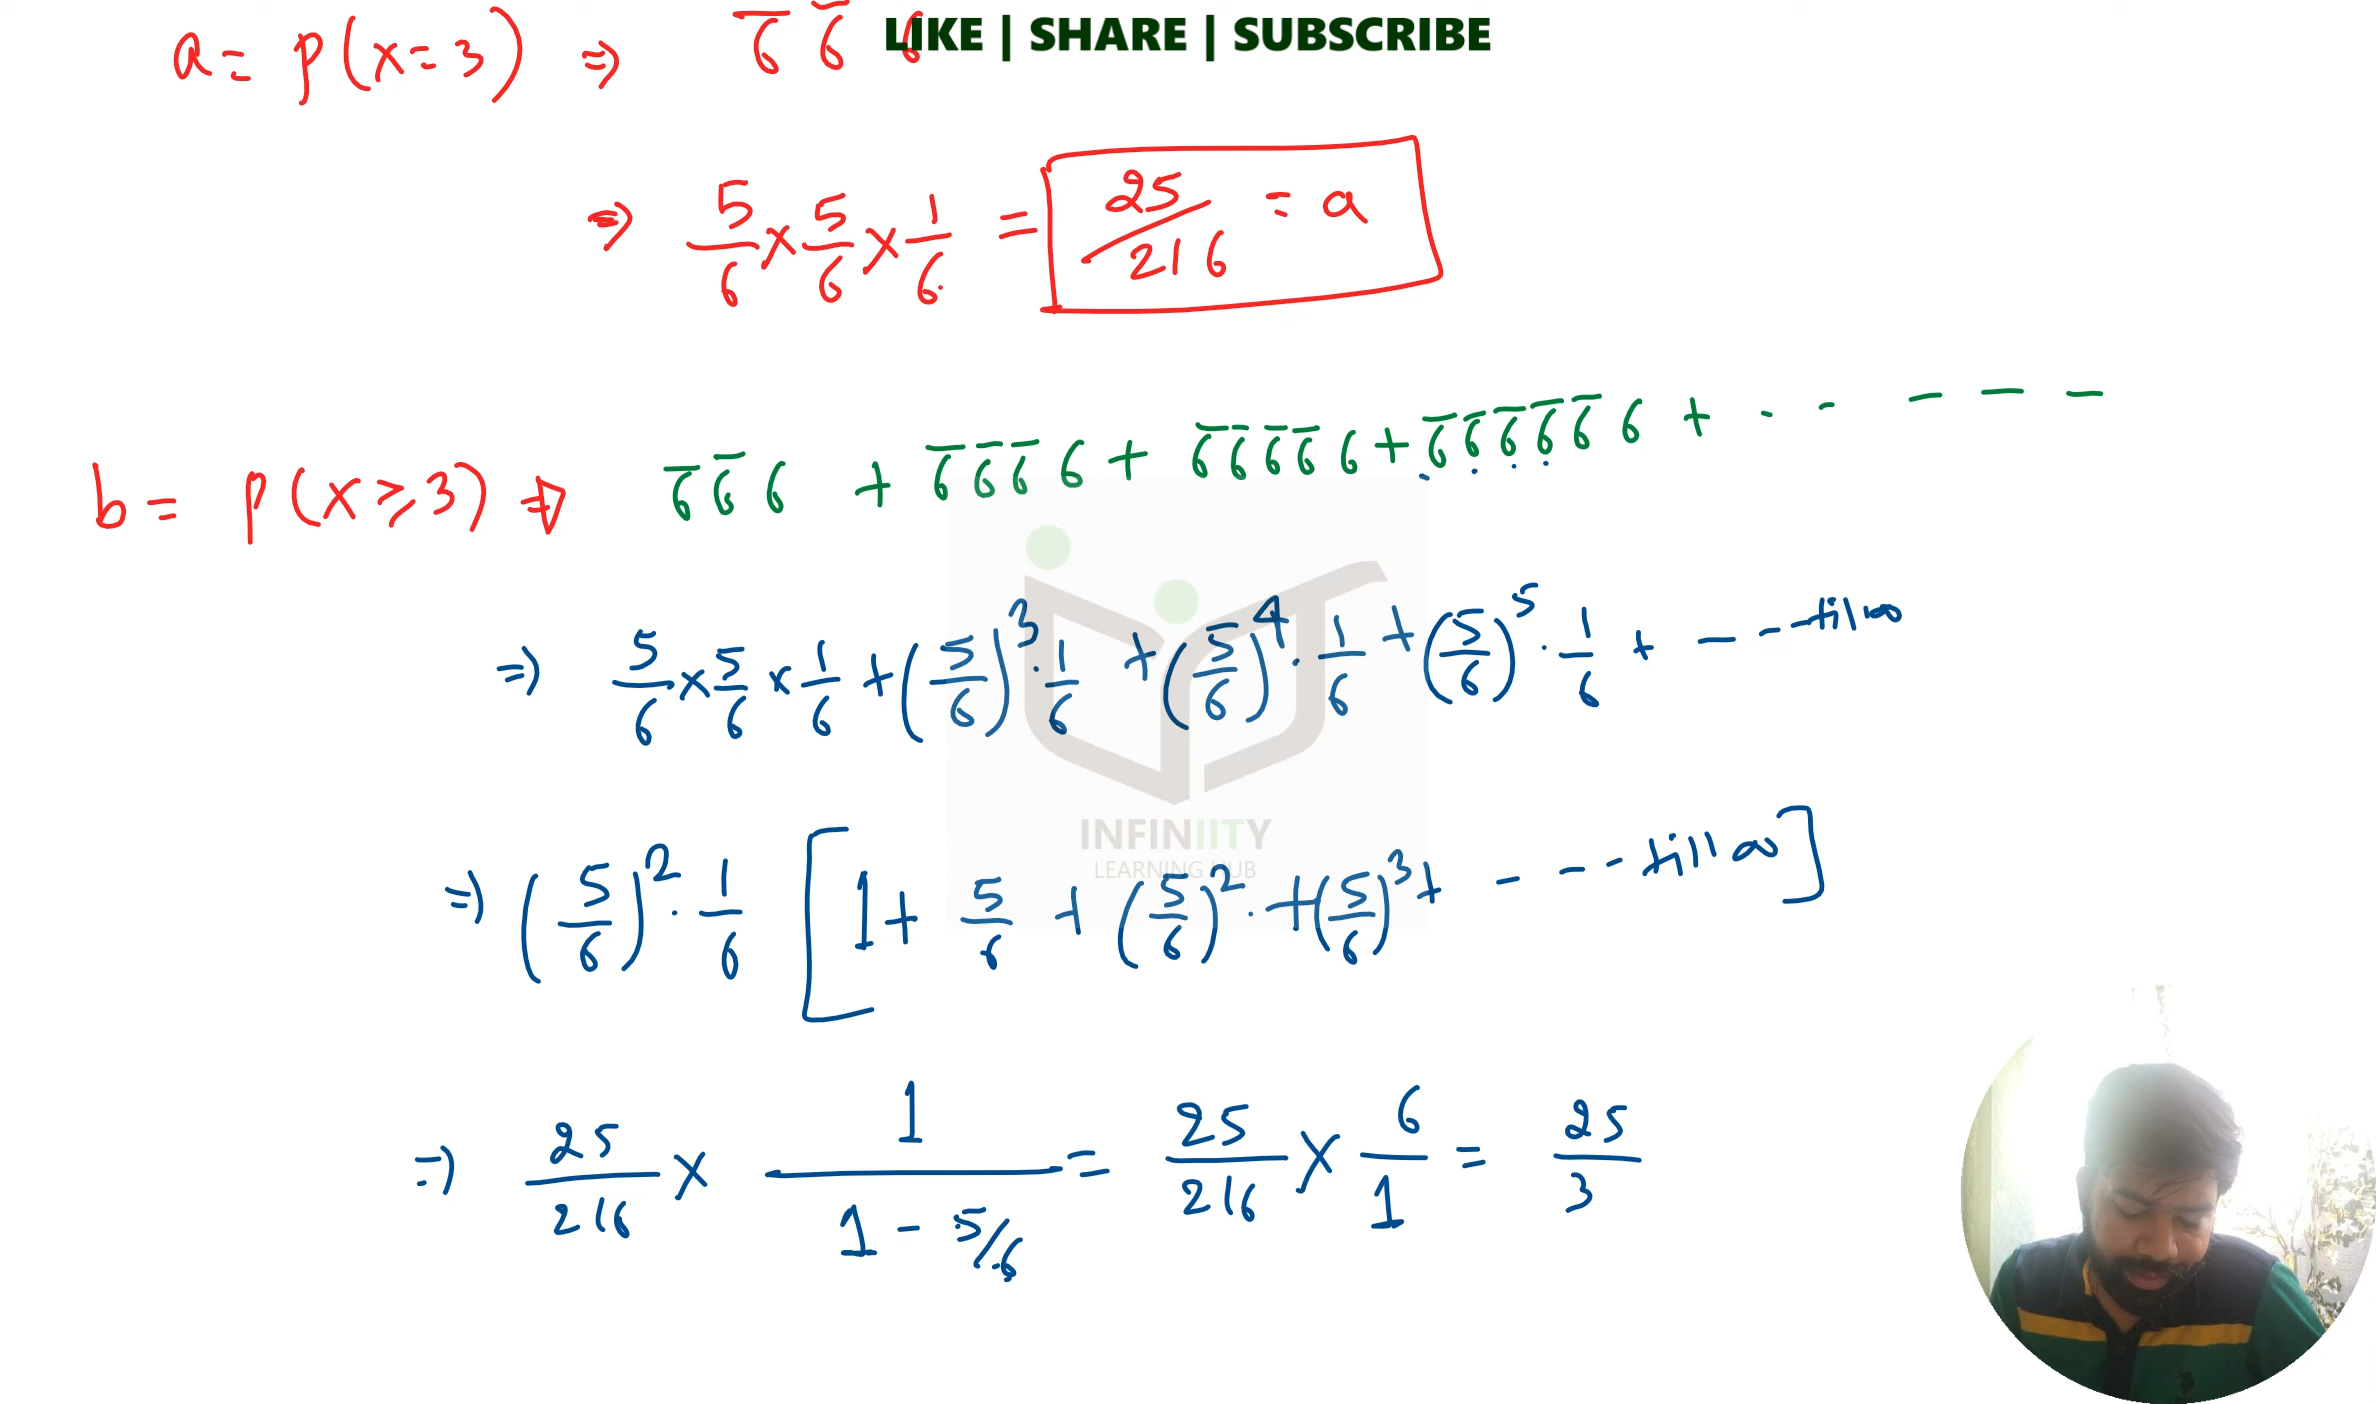 LIKE | SHARE | SUBSCRIBE
a = p(x=3) ⇒ 6̅ 6̅ 6
⇒ 5/6 × 5/6 × 1/6 = 25/216 = a
b = p(x ≥ 3) ⇒ 6̅ 6̅ 6 + 6̅ 6̅ 6̅ 6 + 6̅ 6̅ 6̅ 6̅ 6 + 6̅ 6̅ 6̅ 6̅ 6̅ 6 + - - - - -
⇒ 5/6 × 5/6 × 1/6 + (5/6)^3 · 1/6 + (5/6)^4 · 1/6 + (5/6)^5 · 1/6 + - - - till ∞
INFINIITY
LEARNING HUB
⇒ (5/6)^2 · 1/6 [1 + 5/6 + (5/6)^2 + (5/6)^3 + - - - till ∞]
⇒ 25/216 × 1/(1 - 5/6) = 25/216 × 6/1 = 25/3